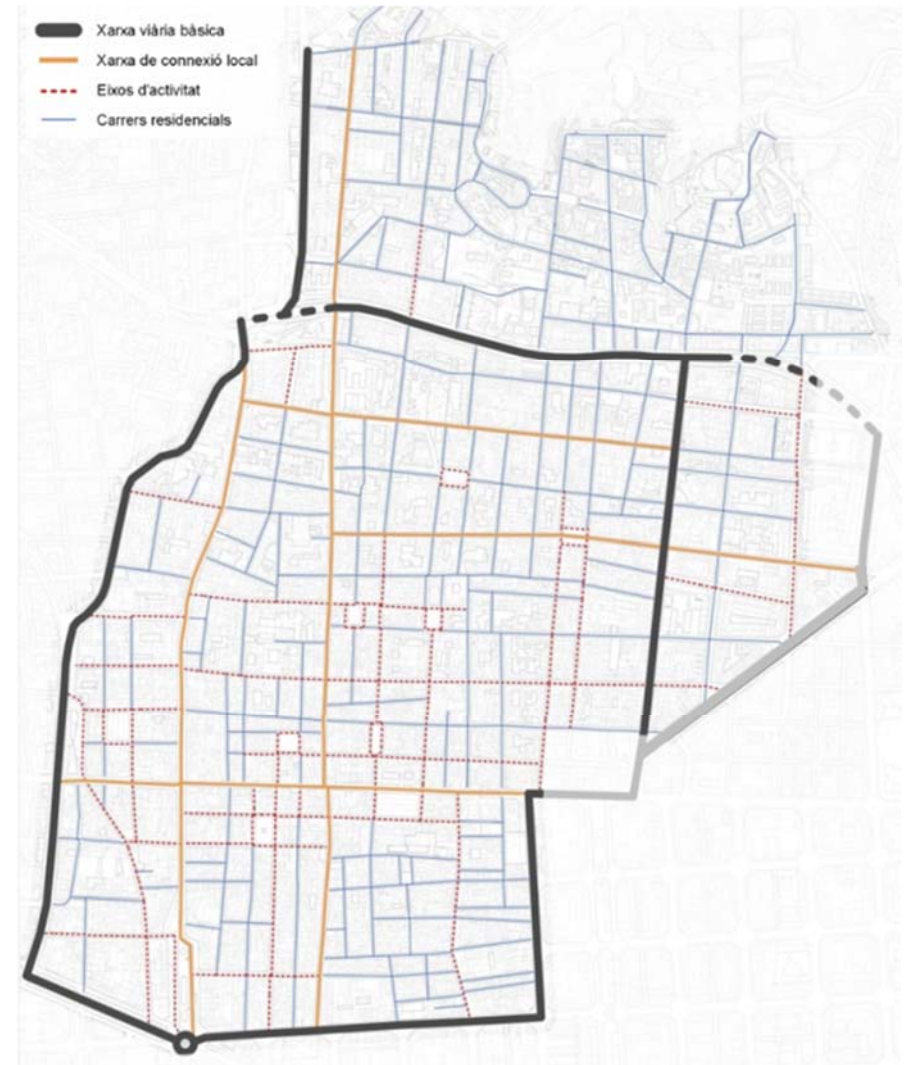 Xarxa viària bàsica
Xarxa de connexió local
Eixos d'activitat
Carrers residencials